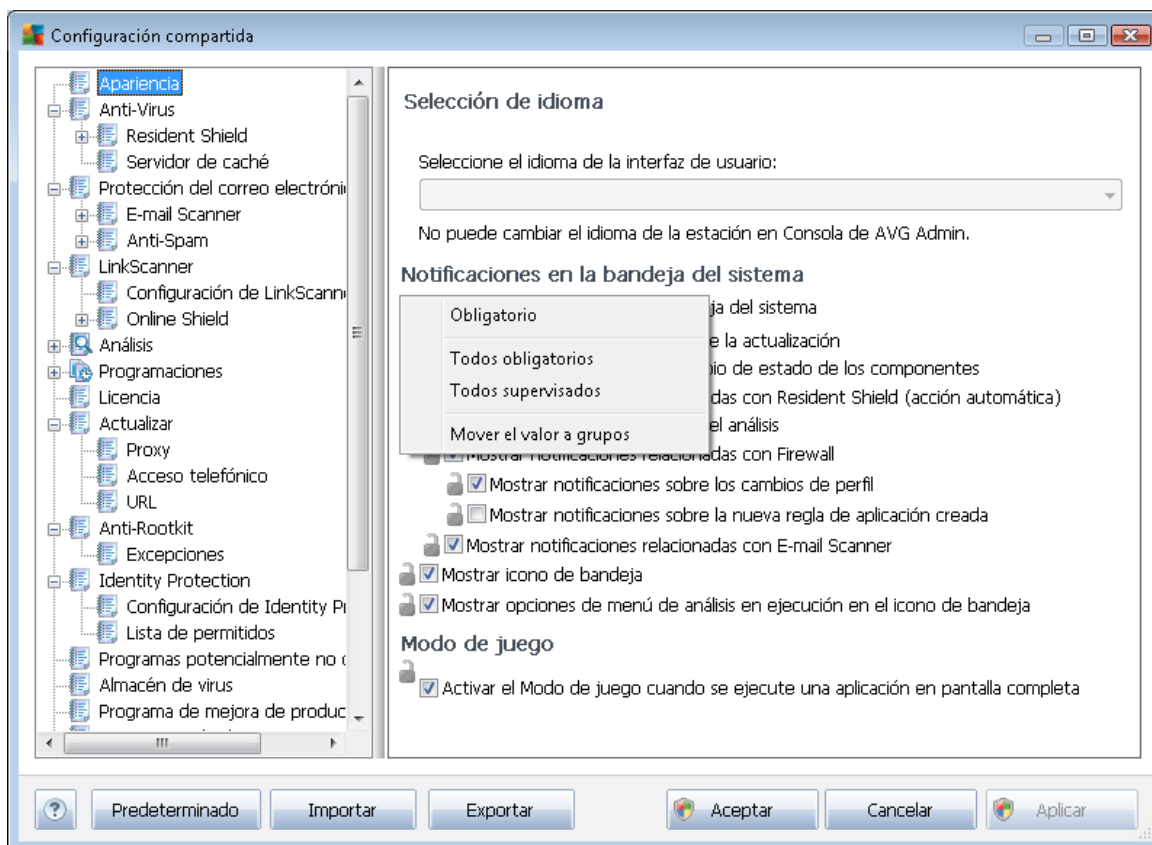 Configuración compartida
Apariencia
Anti-Virus
Resident Shield
Servidor de caché
Protección del correo electróni
E-mail Scanner
Anti-Spam
LinkScanner
Configuración de LinkScann
Online Shield
Análisis
Programaciones
Licencia
Actualizar
Proxy
Acceso telefónico
URL
Anti-Rootkit
Excepciones
Identity Protection
Configuración de Identity P
Lista de permitidos
Programas potencialmente no
Almacén de virus
Programa de mejora de produc
Selección de idioma
Seleccione el idioma de la interfaz de usuario:
No puede cambiar el idioma de la estación en Consola de AVG Admin.
Notificaciones en la bandeja del sistema
Obligatorio
Todos obligatorios
Todos supervisados
Mover el valor a grupos
ja del sistema
e la actualización
io de estado de los componentes
das con Resident Shield (acción automática)
el análisis
Mostrar notificaciones relacionadas con Firewall
Mostrar notificaciones sobre los cambios de perfil
Mostrar notificaciones sobre la nueva regla de aplicación creada
Mostrar notificaciones relacionadas con E-mail Scanner
Mostrar icono de bandeja
Mostrar opciones de menú de análisis en ejecución en el icono de bandeja
Modo de juego
Activar el Modo de juego cuando se ejecute una aplicación en pantalla completa
? Predeterminado Importar Exportar Aceptar Cancelar Aplicar